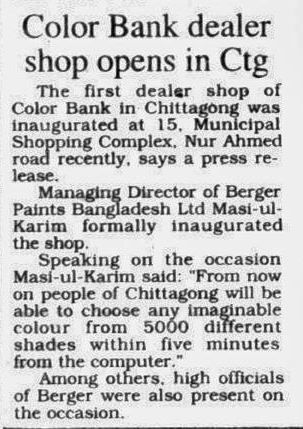 Color Bank dealer
shop opens in Ctg
The first dealer shop of
Color Bank in Chittagong was
inaugurated at 15, Municipal
Shopping Complex, Nur Ahmed
road recently, says a press re-
lease.
Managing Director of Berger
Paints Bangladesh Ltd Masi-ul-
Karim formally inaugurated
the shop.
Speaking on the occasion
Masi-ul-Karim said: "From now
on people of Chittagong will be
able to choose any imaginable
colour from 5000 different
shades within five minutes
from the computer."
Among others, high officials
of Berger were also present on
the occasion.